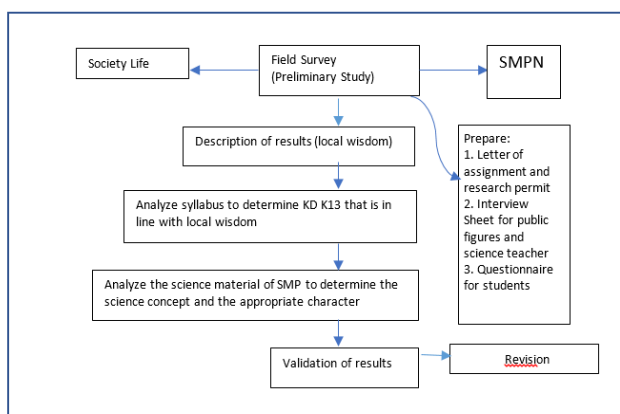 Society Life
Field Survey
(Preliminary Study)
SMPN
Description of results (local wisdom)
Prepare:
1. Letter of
assignment and
research permit
2. Interview
Sheet for public
figures and
science teacher
3. Questionnaire
for students
Analyze syllabus to determine KD K13 that is in
line with local wisdom
Analyze the science material of SMP to determine the
science concept and the appropriate character
Validation of results
Revision